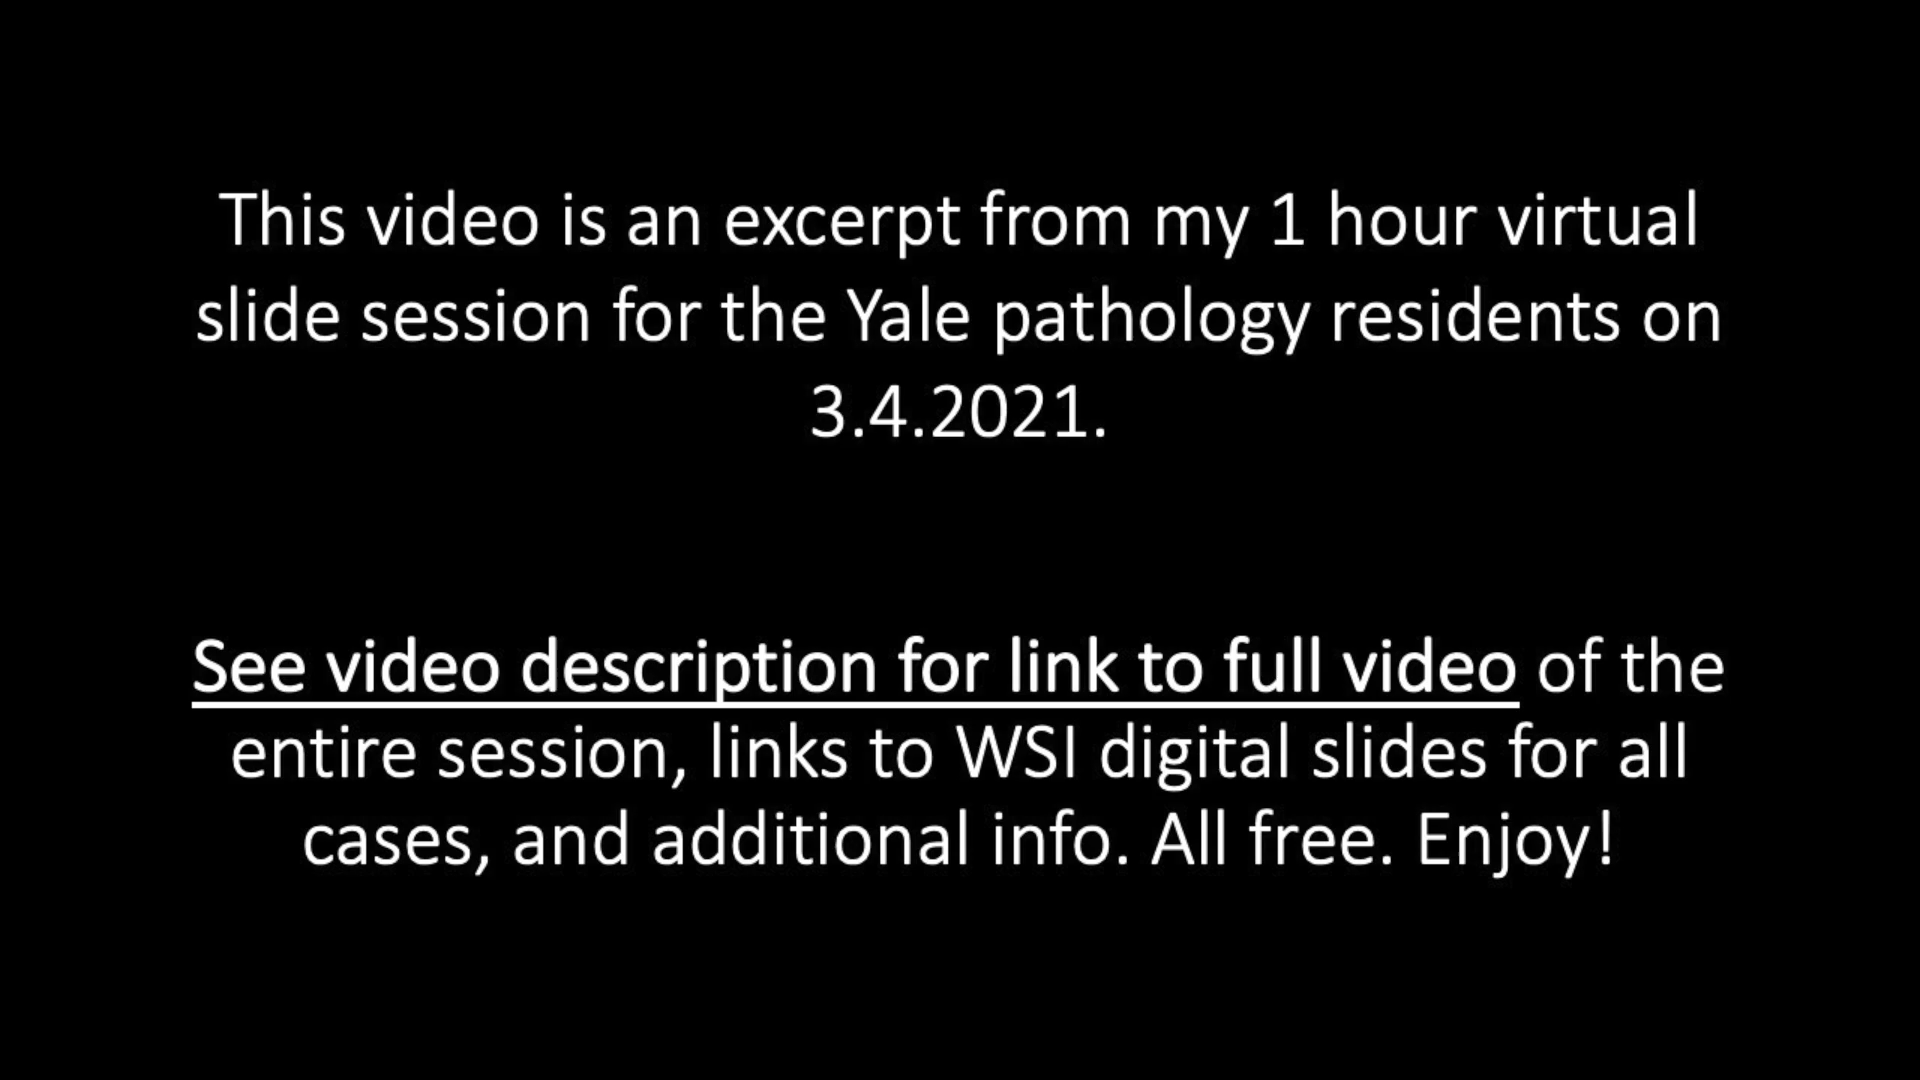 This video is an excerpt from my 1 hour virtual
slide session for the Yale pathology residents on
3.4.2021.
See video description for link to full video of the
entire session, links to WSI digital slides for all
cases, and additional info. All free. Enjoy!